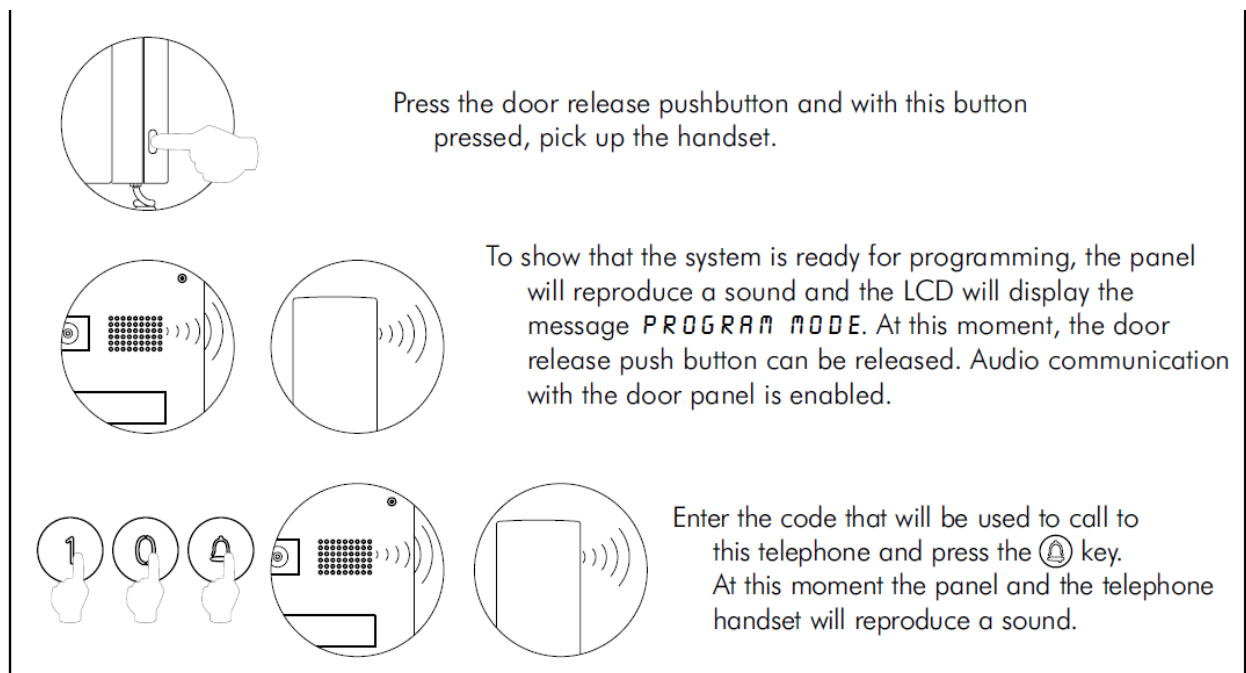 Press the door release pushbutton and with this button
pressed, pick up the handset.
To show that the system is ready for programming, the panel
will reproduce a sound and the LCD will display the
message PROGRAM MODE. At this moment, the door
release push button can be released. Audio communication
with the door panel is enabled.
1 0
Enter the code that will be used to call to
this telephone and press the key.
At this moment the panel and the telephone
handset will reproduce a sound.